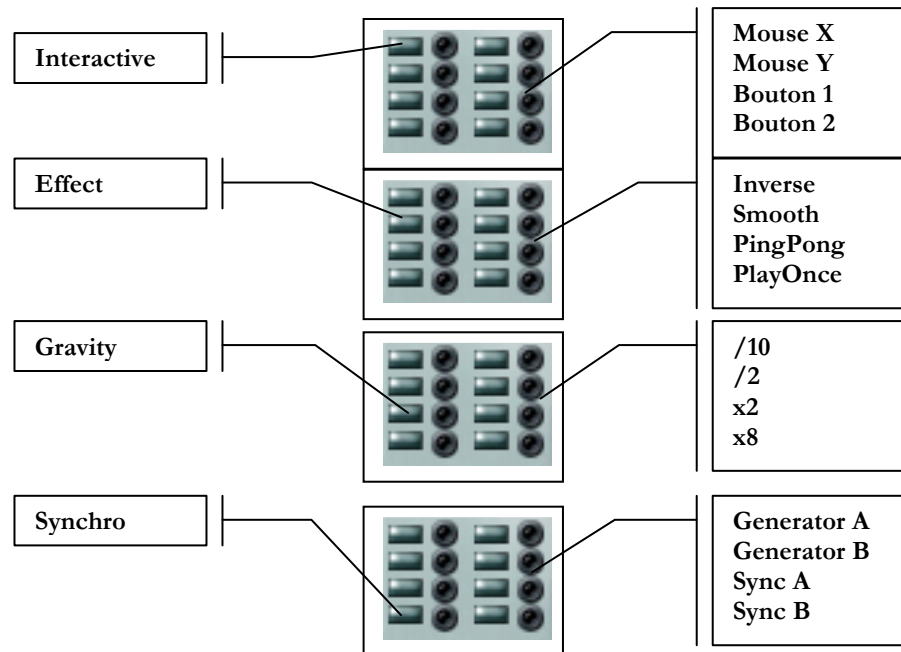 Interactive
Mouse X
Mouse Y
Bouton 1
Bouton 2
Effect
Inverse
Smooth
PingPong
PlayOnce
Gravity
/10
/2
x2
x8
Synchro
Generator A
Generator B
Sync A
Sync B